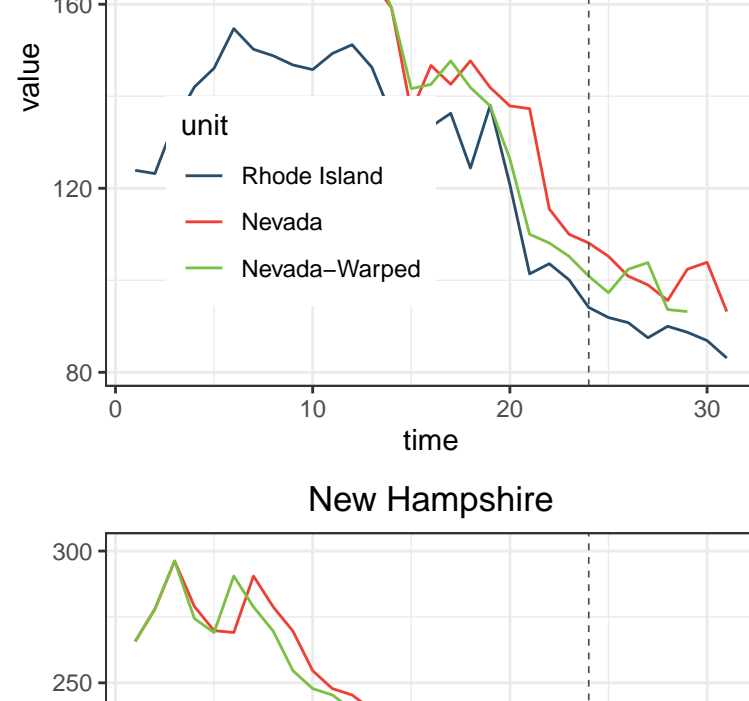 160
value
unit
Rhode Island
Nevada
Nevada−Warped
120
80
0 10 20 30
time
New Hampshire
300
250